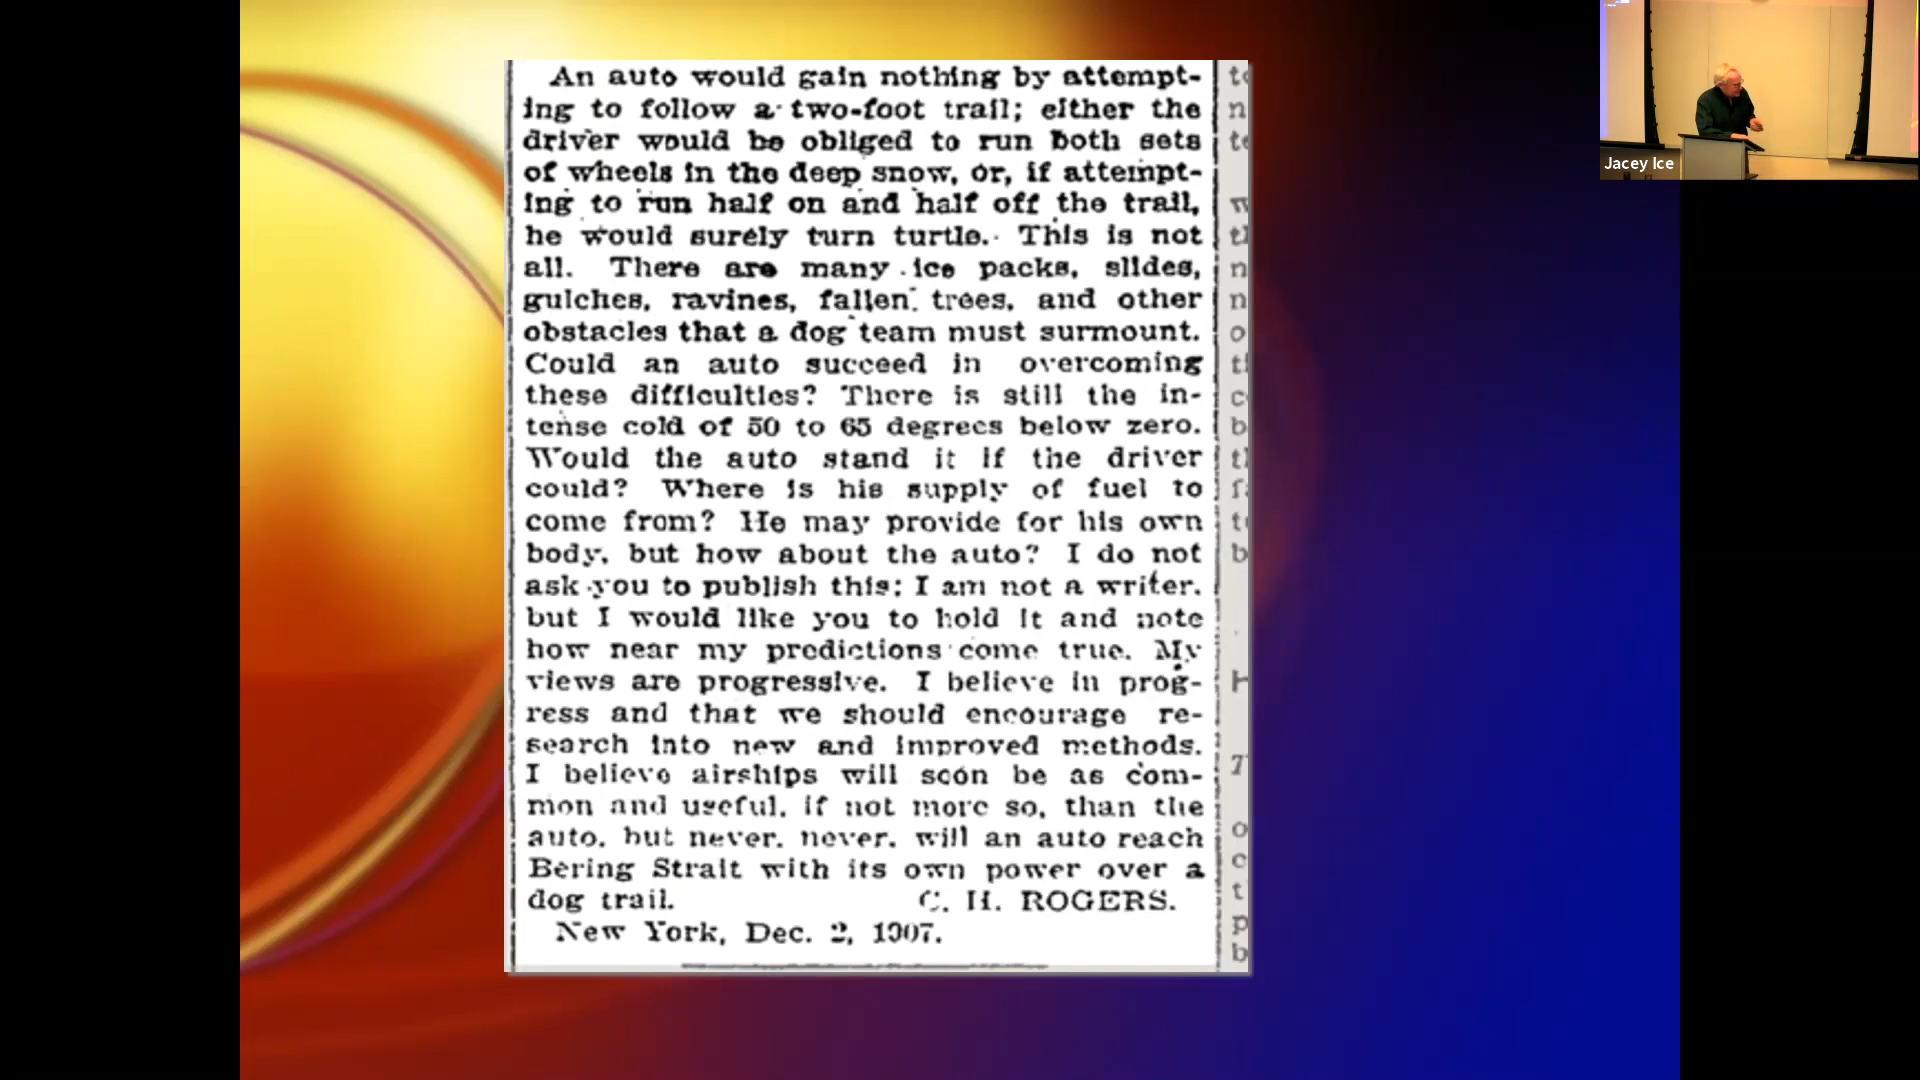 An auto would gain nothing by attempt-
ing to follow a two-foot trail; either the
driver would be obliged to run both sets
of wheels in the deep snow, or, if attempt-
ing to run half on and half off the trail,
he would surely turn turtle. This is not
all. There are many ice packs, slides,
gulches, ravines, fallen trees, and other
obstacles that a dog team must surmount.
Could an auto succeed in overcoming
these difficulties? There is still the in-
tense cold of 50 to 65 degrees below zero.
Would the auto stand it if the driver
could? Where is his supply of fuel to
come from? He may provide for his own
body, but how about the auto? I do not
ask you to publish this; I am not a writer,
but I would like you to hold it and note
how near my predictions come true. My
views are progressive. I believe in prog-
ress and that we should encourage re-
search into new and improved methods.
I believe airships will soon be as com-
mon and useful, if not more so, than the
auto, but never, never, will an auto reach
Bering Strait with its own power over a
dog trail. C. H. ROGERS.
New York, Dec. 2, 1907.
Jacey Ice